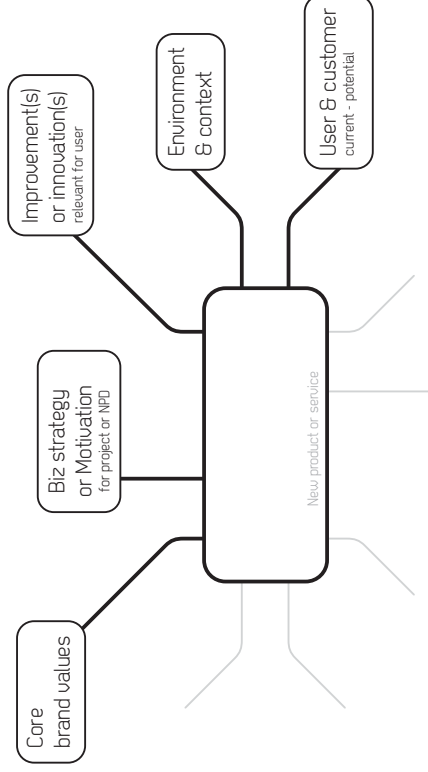 Core
brand values
Biz strategy
or Motivation
for project or NPD
Improvement(s)
or innovation(s)
relevant for user
Environment
& context
User & customer
current - potential
New product or service